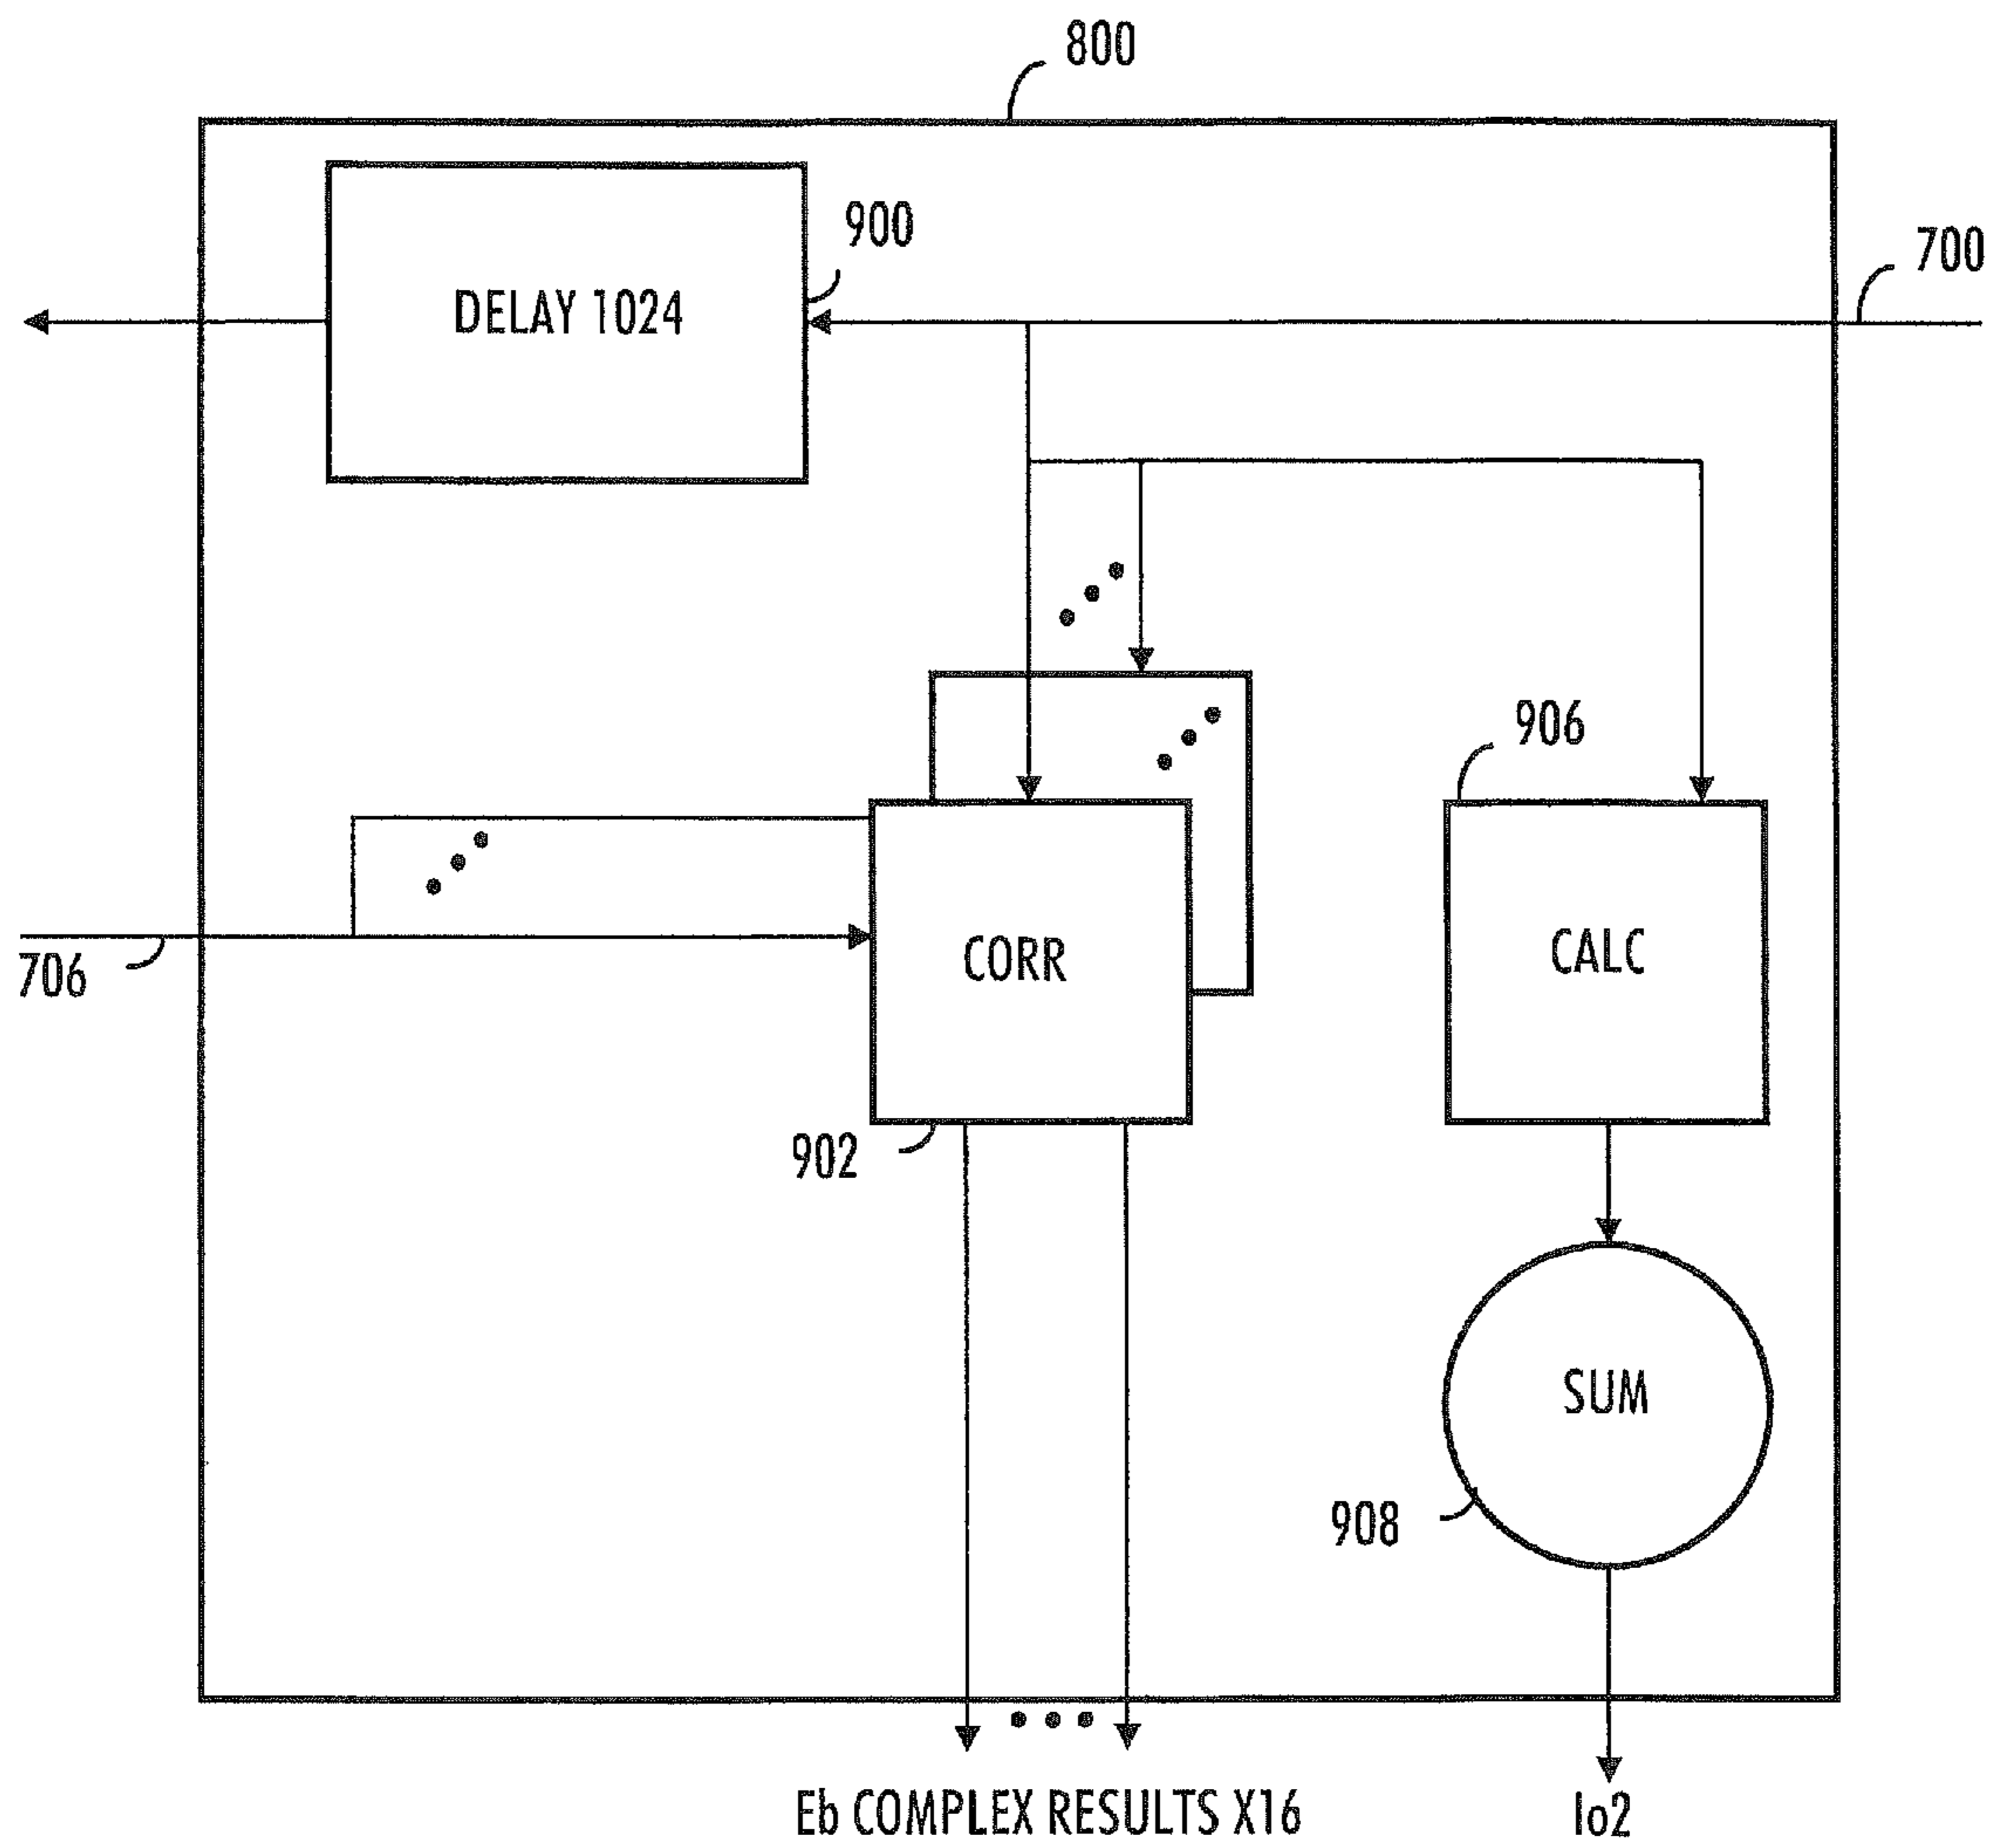 800
900
700
DELAY 1024
906
706
CORR
CALC
902
SUM
908
Eb COMPLEX RESULTS X16
Io2